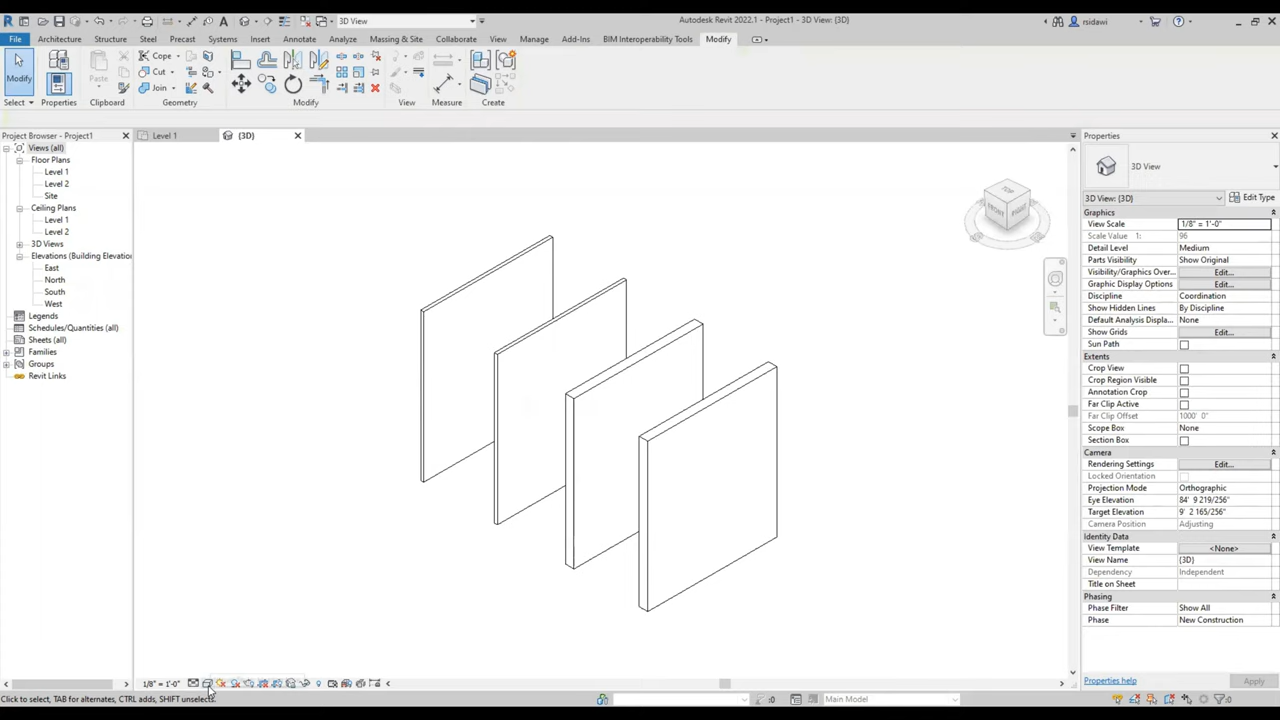 3D View
Autodesk Revit 2022.1 - Project1 - 3D View: {3D}
rsidawi
File Architecture Structure Steel Precast Systems Insert Annotate Analyze Massing & Site Collaborate View Manage Add-Ins BIM Interoperability Tools Modify
Cope
Cut
Join
Modify
Paste
Select Properties Clipboard Geometry Modify View Measure Create
Project Browser - Project1
Level 1
{3D}
Properties
Views (all)
Floor Plans
Level 1
Level 2
Site
Ceiling Plans
Level 1
Level 2
3D Views
Elevations (Building Elevation
East
North
South
West
Legends
Schedules/Quantities (all)
Sheets (all)
Families
Groups
Revit Links
TOP
FRONT
RIGHT
3D View
3D View: {3D}
Edit Type
Graphics
View Scale 1/8" = 1'-0"
Scale Value 1: 96
Detail Level Medium
Parts Visibility Show Original
Visibility/Graphics Over... Edit...
Graphic Display Options Edit...
Discipline Coordination
Show Hidden Lines By Discipline
Default Analysis Displa... None
Show Grids Edit...
Sun Path
Extents
Crop View
Crop Region Visible
Annotation Crop
Far Clip Active
Far Clip Offset 1000' 0"
Scope Box None
Section Box
Camera
Rendering Settings Edit...
Locked Orientation
Projection Mode Orthographic
Eye Elevation 84' 9 219/256"
Target Elevation 9' 2 165/256"
Camera Position Adjusting
Identity Data
View Template <None>
View Name {3D}
Dependency Independent
Title on Sheet
Phasing
Phase Filter Show All
Phase New Construction
Properties help
Apply
1/8" = 1'-0"
Click to select, TAB for alternates, CTRL adds, SHIFT unselects.
:0
Main Model
:0